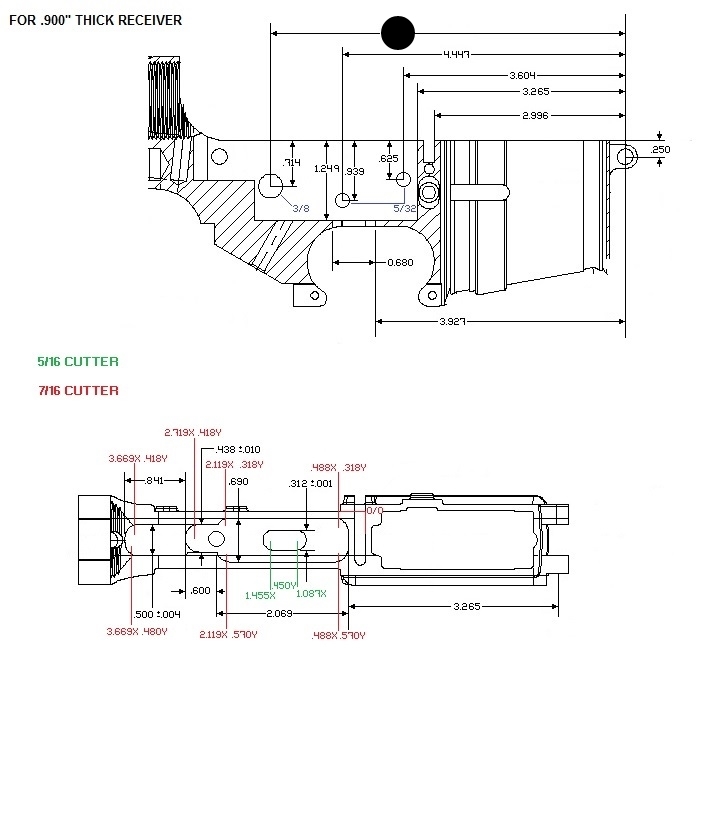 FOR .900" THICK RECEIVER
4.447
3.604
3.265
2.996
.250
.714
1.249
.939
.625
3/8
5/32
0.680
3.927
5/16 CUTTER
7/16 CUTTER
2.719X .418Y
.438 ±.010
3.669X .418Y
2.119X .318Y
.488X .318Y
.841
.690
.312 ±.001
0/0
.600
.450Y
1.455X
1.087X
.500 ±.004
2.069
3.265
3.669X .480Y
2.119X .570Y
.488X .570Y